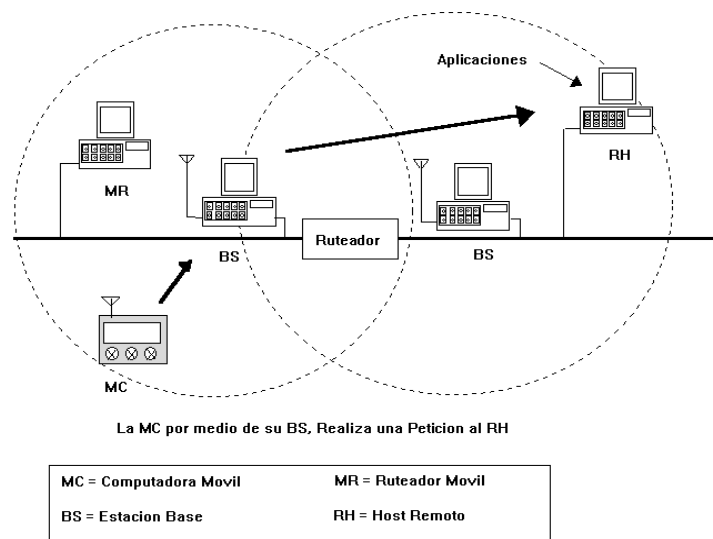 Aplicaciones
RH
MR
Ruteador
BS
BS
MC
La MC por medio de su BS, Realiza una Peticion al RH
MC = Computadora Movil
MR = Ruteador Movil
BS = Estacion Base
RH = Host Remoto